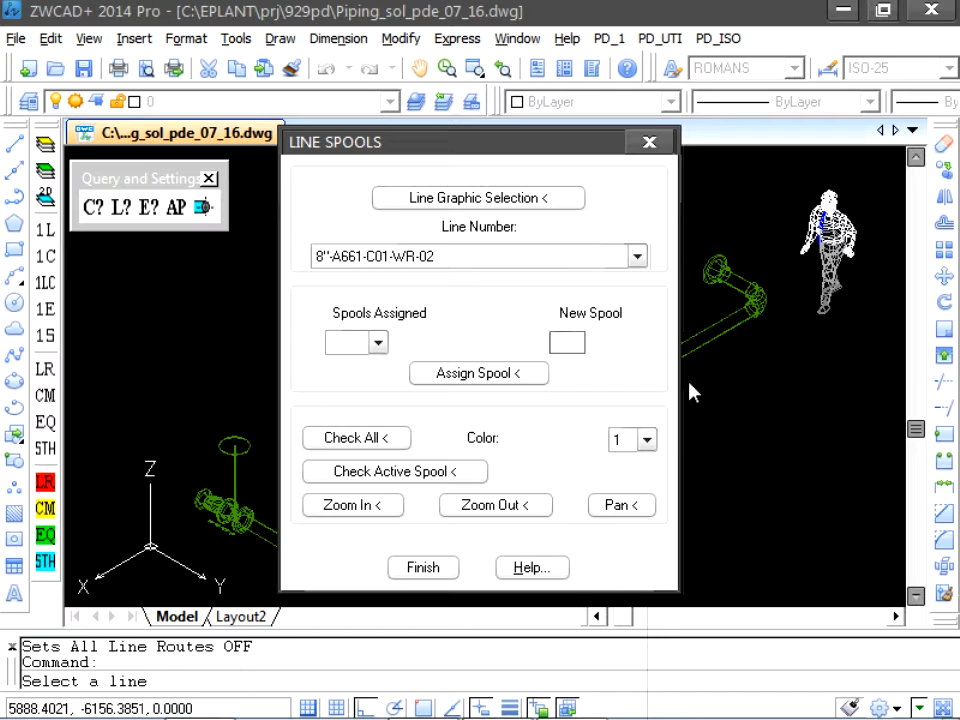 ZWCAD+ 2014 Pro - [C:\EPLANT\prj\929pd\Piping_sol_pde_07_16.dwg]
File Edit View Insert Format Tools Draw Dimension Modify Express Window Help PD_1 PD_UTI PD_ISO
ROMANS ISO-25
0 ByLayer ByLayer By
C:\...g_sol_pde_07_16.dwg
LINE SPOOLS
Query and Settings
C? L? E? AP
Line Graphic Selection <
Line Number:
8"-A661-C01-WR-02
Spools Assigned New Spool
Assign Spool <
Check All < Color: 1
Check Active Spool <
Zoom In < Zoom Out < Pan <
Finish Help...
2D
1L
1C
1LC
1E
1S
LR
CM
EQ
STH
LR
CM
EQ
STH
Z
X Y
Model Layout2
Sets All Line Routes OFF
Command:
Select a line
5888.4021, -6156.3851, 0.0000